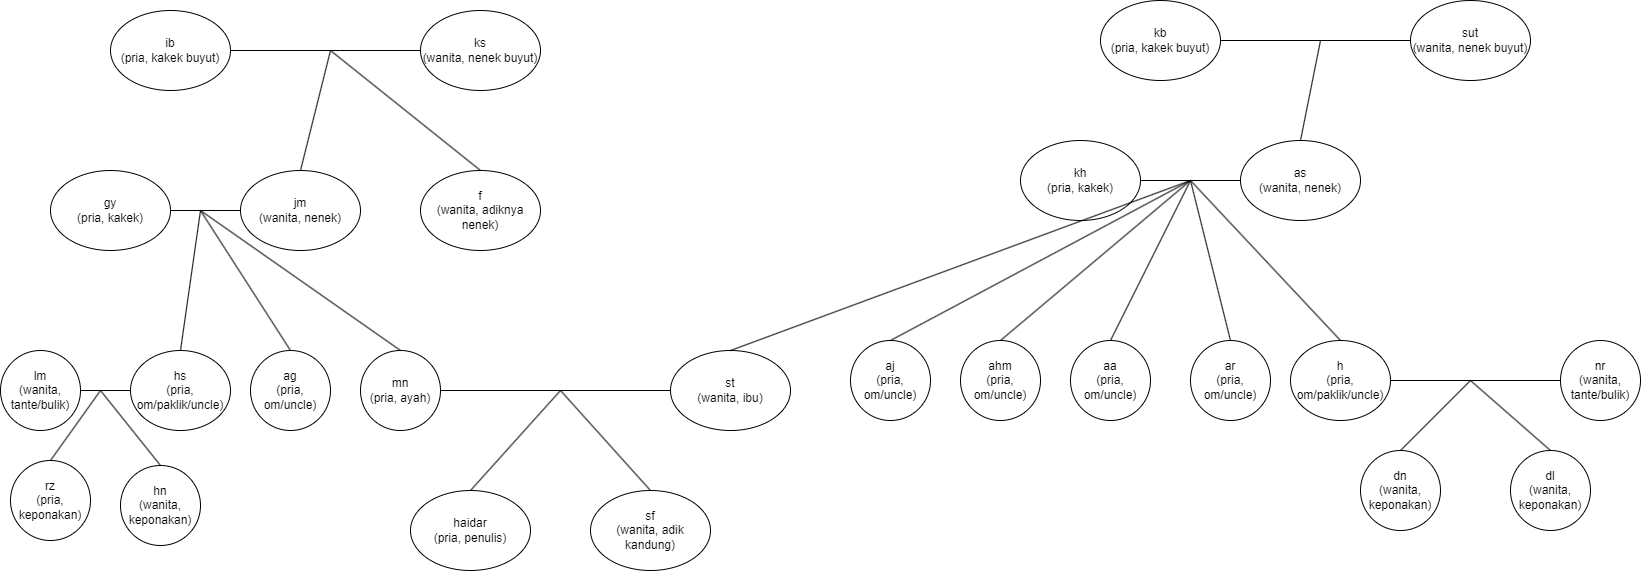 ib
(pria, kakek buyut)
ks
(wanita, nenek buyut)
kb
(pria, kakek buyut)
sut
(wanita, nenek buyut)
gy
(pria, kakek)
jm
(wanita, nenek)
f
(wanita, adiknya
nenek)
kh
(pria, kakek)
as
(wanita, nenek)
lm
(wanita,
tante/bulik)
hs
(pria,
om/paklik/uncle)
ag
(pria,
om/uncle)
mn
(pria, ayah)
st
(wanita, ibu)
aj
(pria,
om/uncle)
ahm
(pria,
om/uncle)
aa
(pria,
om/uncle)
ar
(pria,
om/uncle)
h
(pria,
om/paklik/uncle)
nr
(wanita,
tante/bulik)
rz
(pria,
keponakan)
hn
(wanita,
keponakan)
haidar
(pria, penulis)
sf
(wanita, adik
kandung)
dn
(wanita,
keponakan)
dl
(wanita,
keponakan)